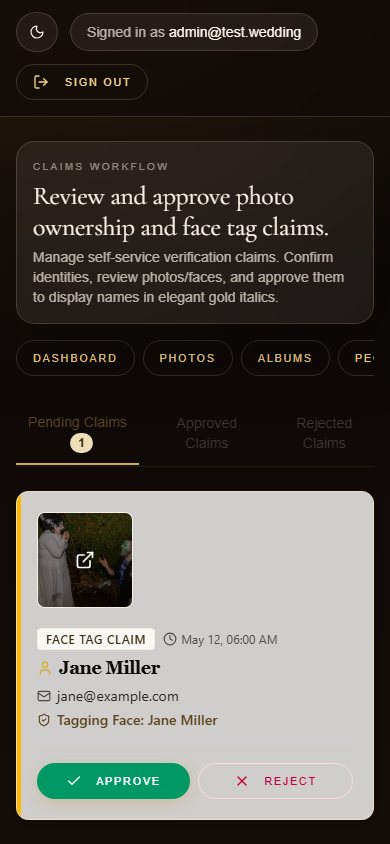 Signed in as admin@test.wedding
SIGN OUT
CLAIMS WORKFLOW
Review and approve photo
ownership and face tag claims.
Manage self-service verification claims. Confirm
identities, review photos/faces, and approve them
to display names in elegant gold italics.
DASHBOARD PHOTOS ALBUMS
Pending Claims
1
Approved
Claims
Rejected
Claims
FACE TAG CLAIM May 12, 06:00 AM
Jane Miller
jane@example.com
Tagging Face: Jane Miller
APPROVE REJECT